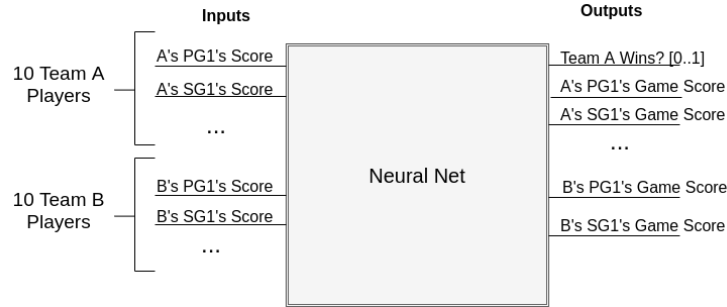 Inputs
Outputs
10 Team A
Players
A's PG1's Score
A's SG1's Score
...
10 Team B
Players
B's PG1's Score
B's SG1's Score
...
Neural Net
Team A Wins? [0..1]
A's PG1's Game Score
A's SG1's Game Score
...
B's PG1's Game Score
B's SG1's Game Score